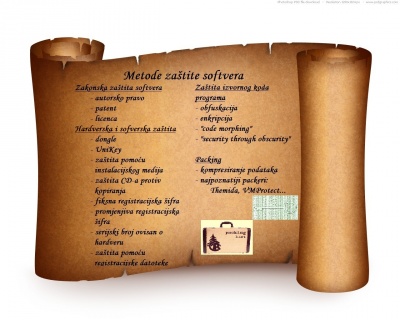 Metode zaštite softvera
Zakonska zaštita softvera
- autorsko pravo
- patent
- licenca
Hardverska i sofverska zaštita
- dongle
- UniKey
- zaštita pomoću
instalacijskog medija
- zaštita CD-a protiv
kopiranja
- fiksna registracijska šifra
- promjenjiva registracijska
šifra
- serijski broj ovisan o
hardveru
- zaštita pomoću
registracijske datoteke
Zaštita izvornog koda
programa
- obfuskacija
- enkripcija
- "code morphing"
- "security through obscurity"
Packing
- kompresiranje podataka
- najpoznatiji packeri:
Themida, VMProtect...
packing
list